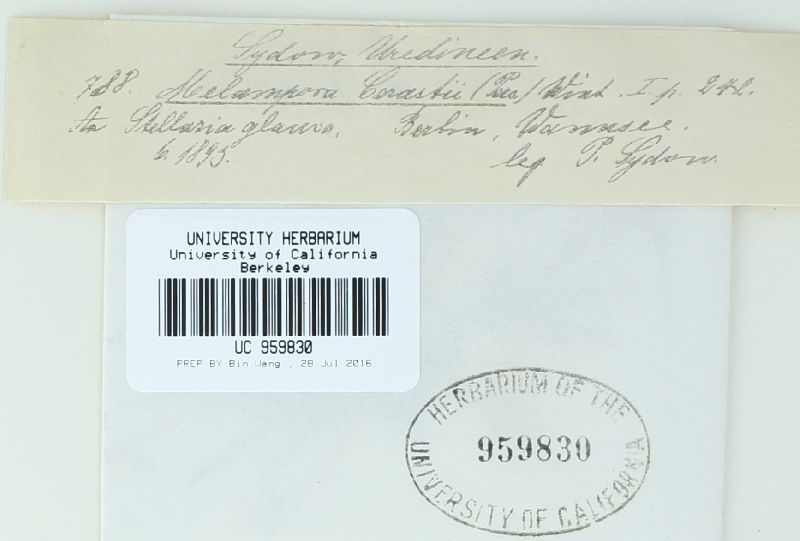 Sydow, Uredineen.
788. Melampsora Cerastii (Pers.) Wint. I. p. 242.
An Stellaria glauca. Berlin, Wannsee.
6. 1893. leg P. Sydow.
UNIVERSITY HERBARIUM
University of California
Berkeley
UC 959830
PREP BY Bin Wang , 28 Jul 2016
HERBARIUM OF THE
959830
UNIVERSITY OF CALIFORNIA